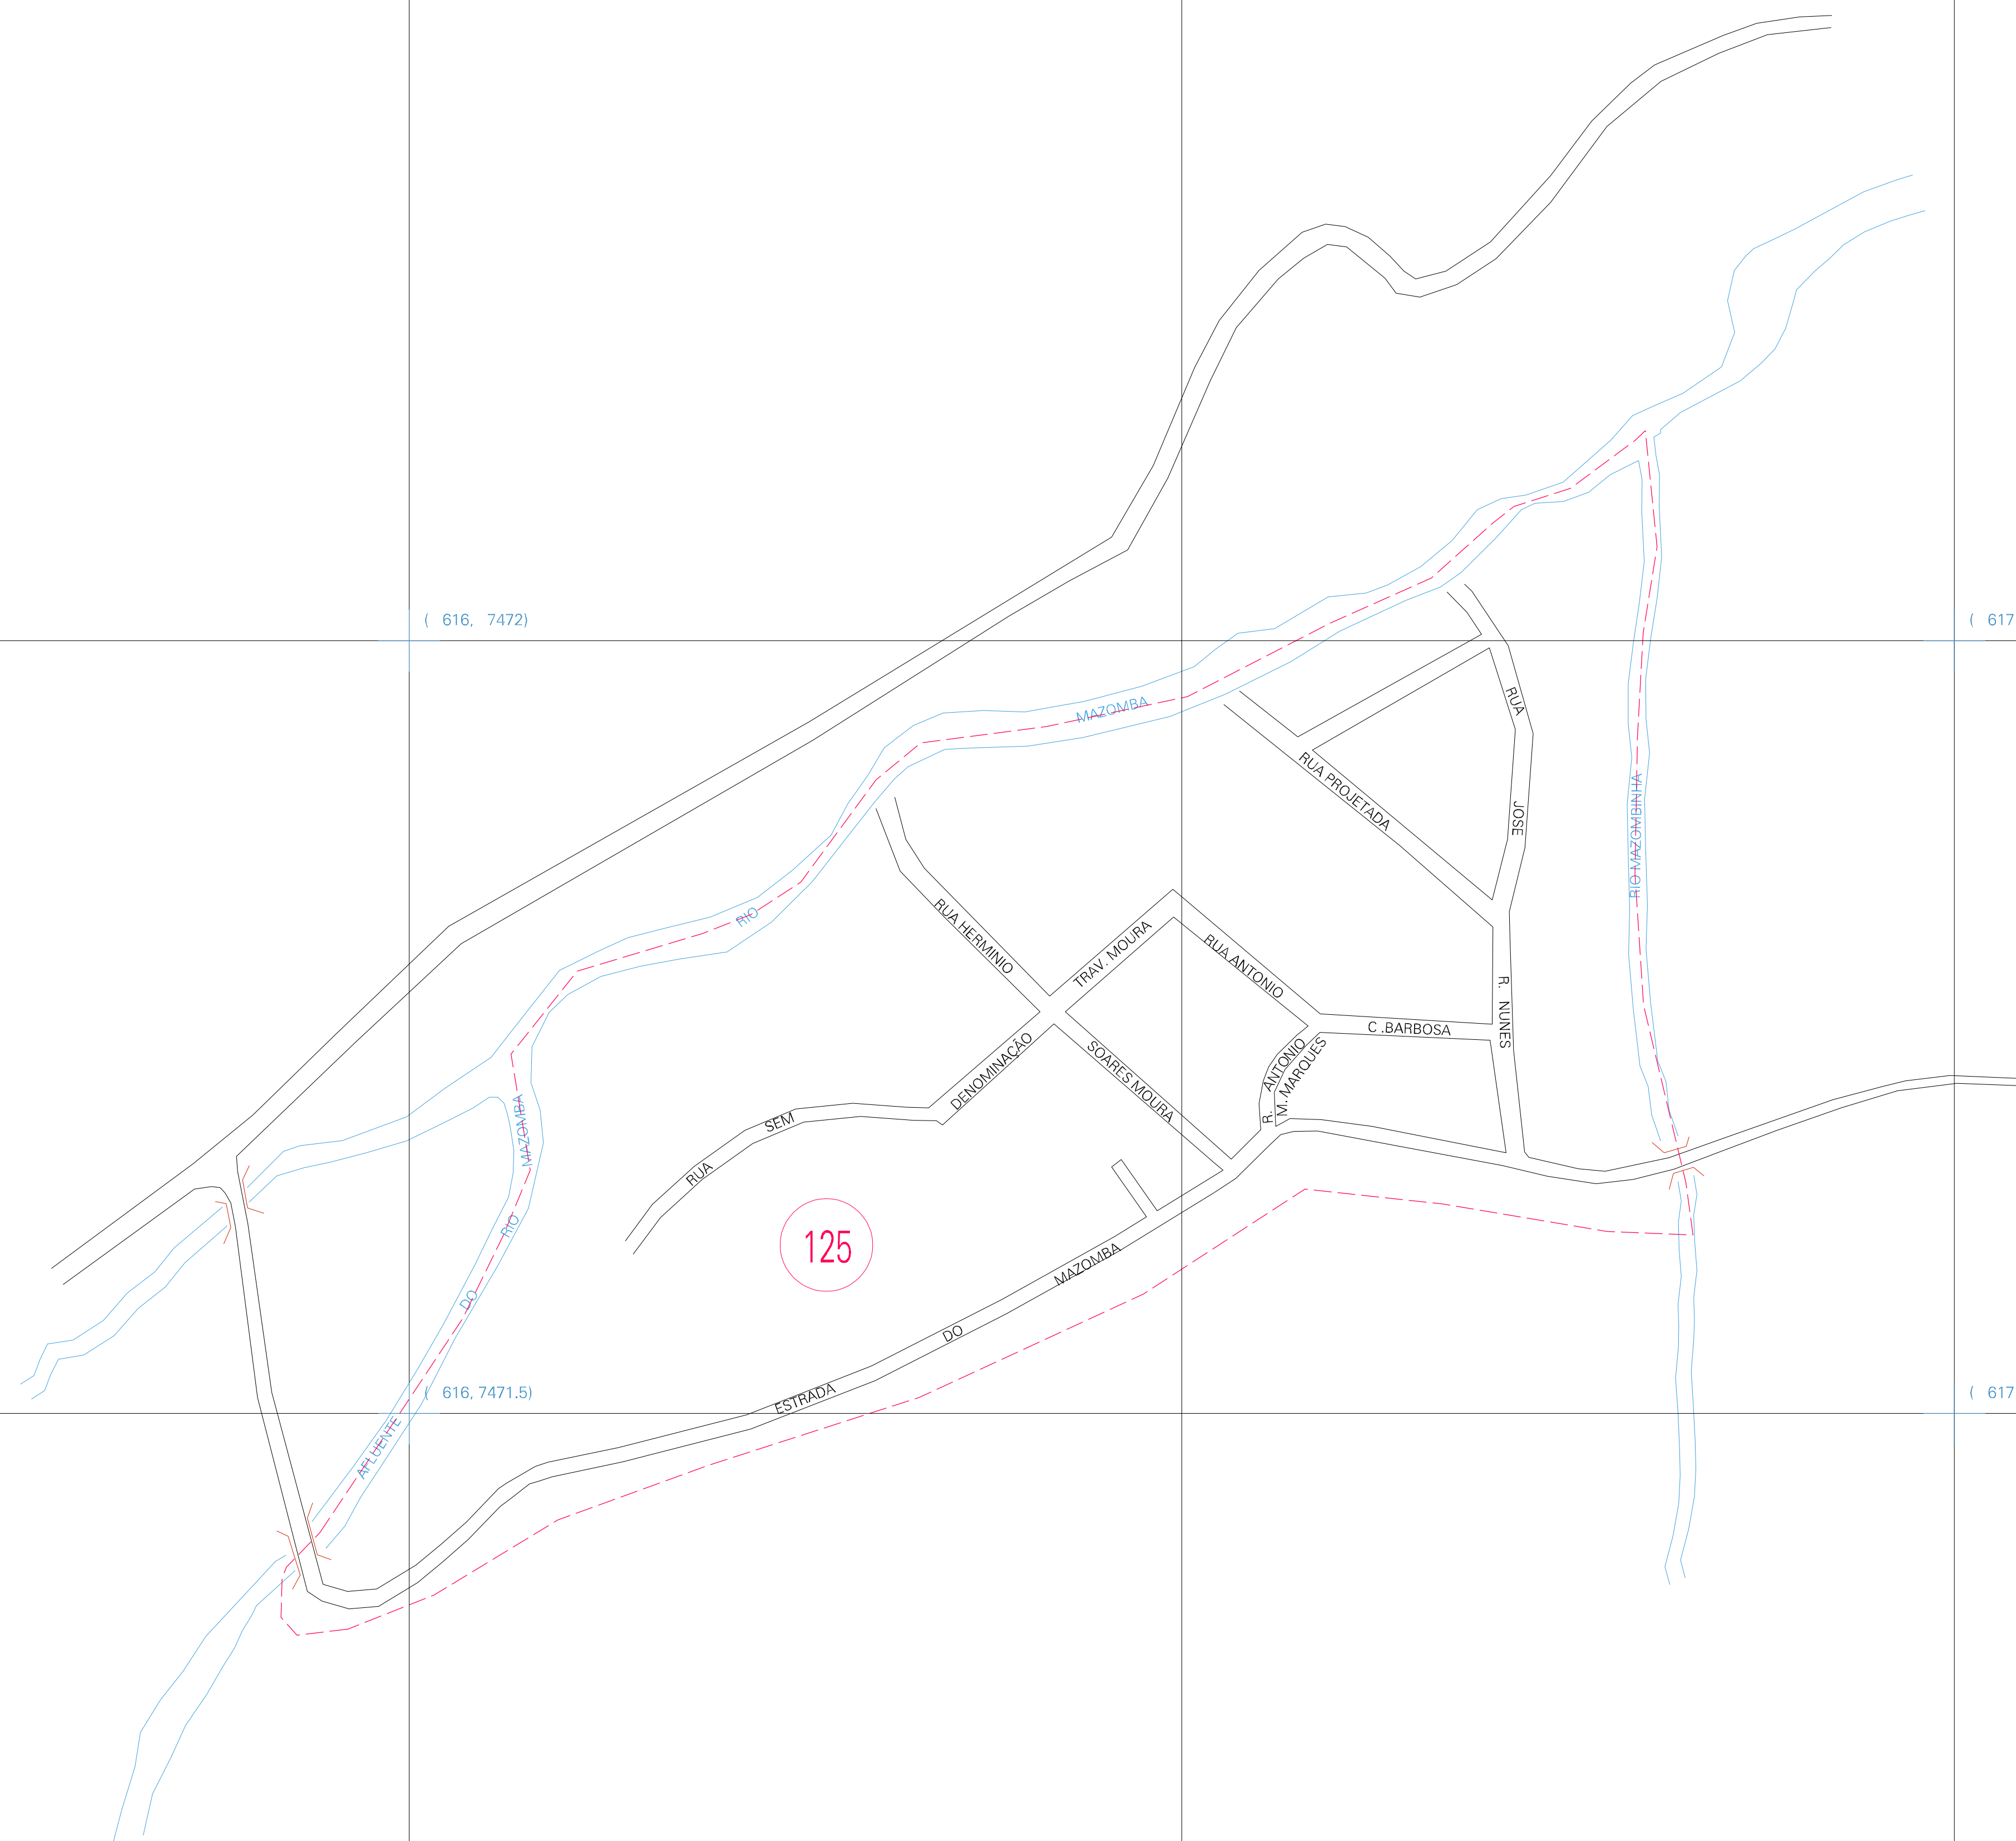 ( 616, 7472)
( 617
MAZOMBA
RIO
RUA
JOSE
R. NUNES
RUA PROJETADA
RIO MAZOMBINHA
RUA HERMINIO
SOARES MOURA
TRAV. MOURA
RUA ANTONIO
C .BARBOSA
R. ANTONIO
M. MARQUES
RUA SEM DENOMINAÇÃO
125
AFLUENTE DO RIO MAZOMBA
( 616, 7471.5)
( 617
ESTRADA DO MAZOMBA